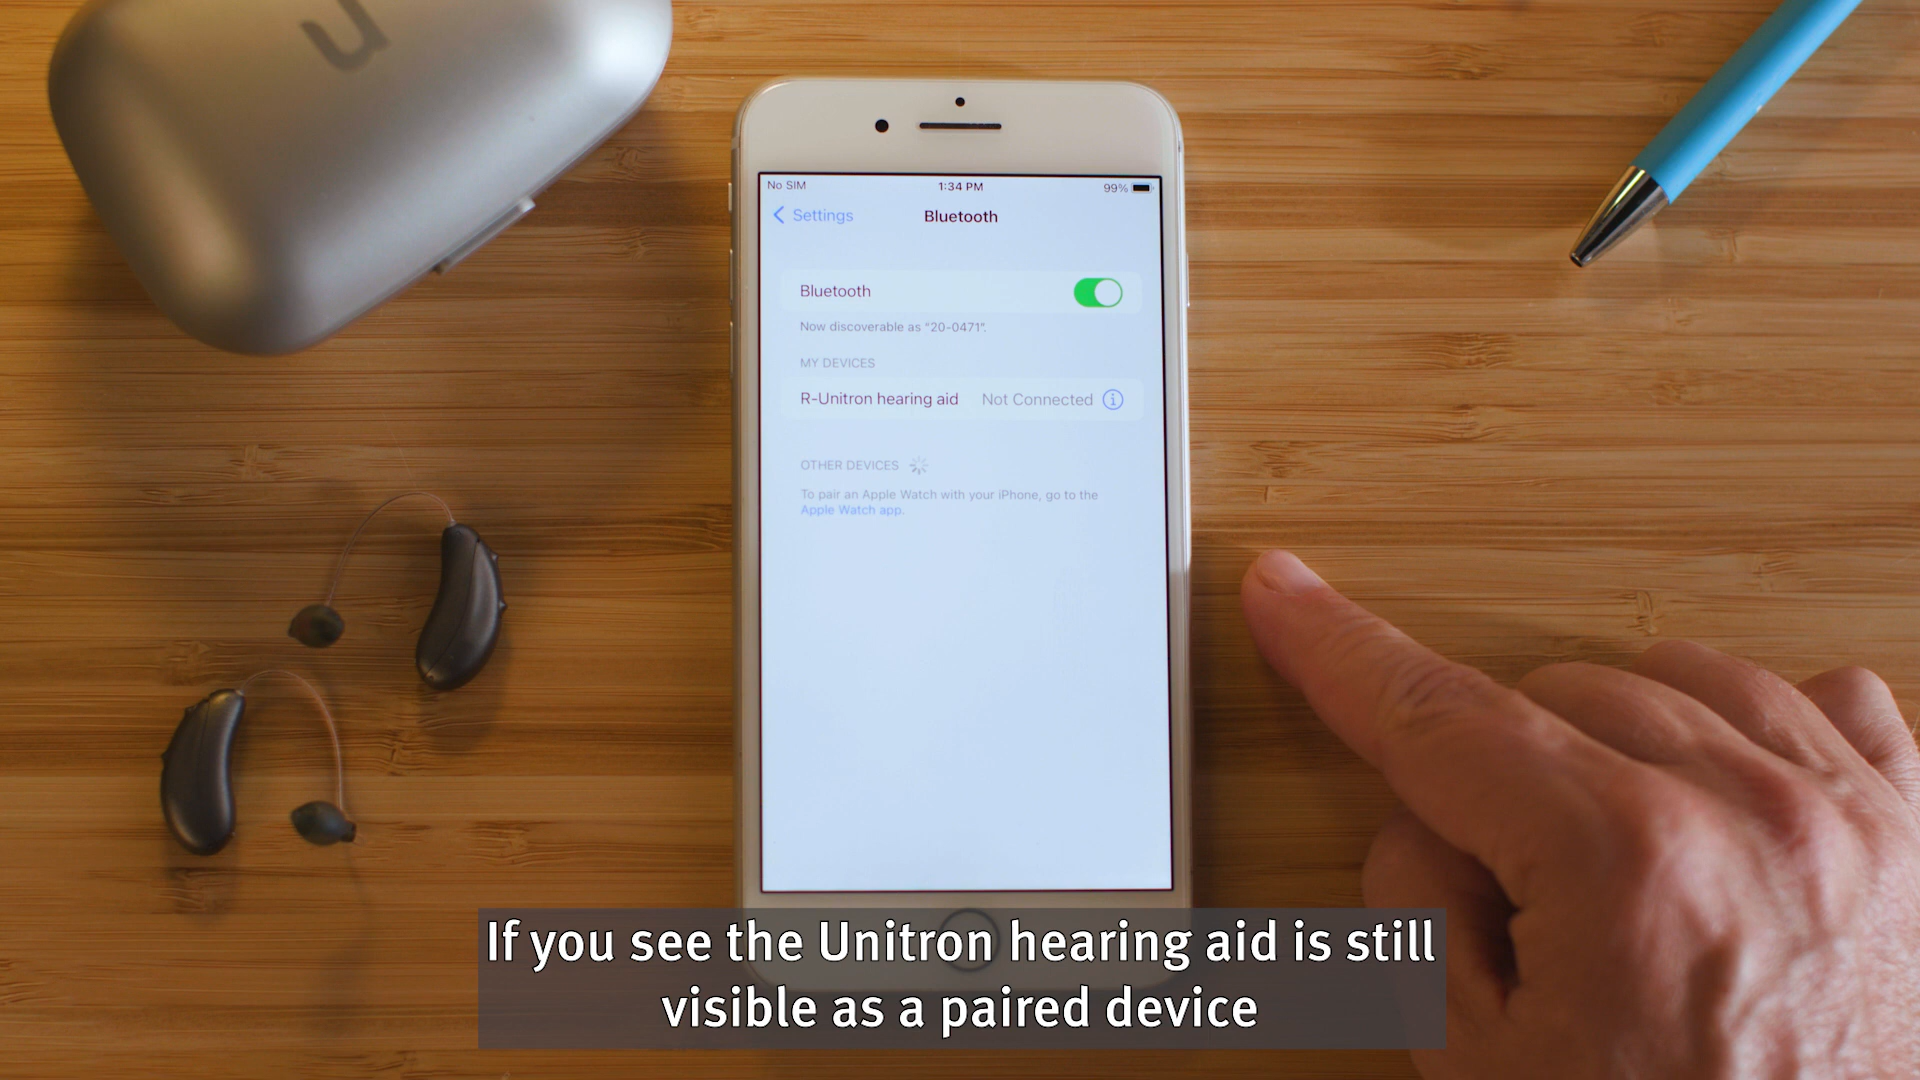 u
No SIM
1:34 PM
99%
Settings
Bluetooth
Bluetooth
Now discoverable as “20-0471”.
MY DEVICES
R-Unitron hearing aid Not Connected
OTHER DEVICES
To pair an Apple Watch with your iPhone, go to the
Apple Watch app.
If you see the Unitron hearing aid is still
visible as a paired device